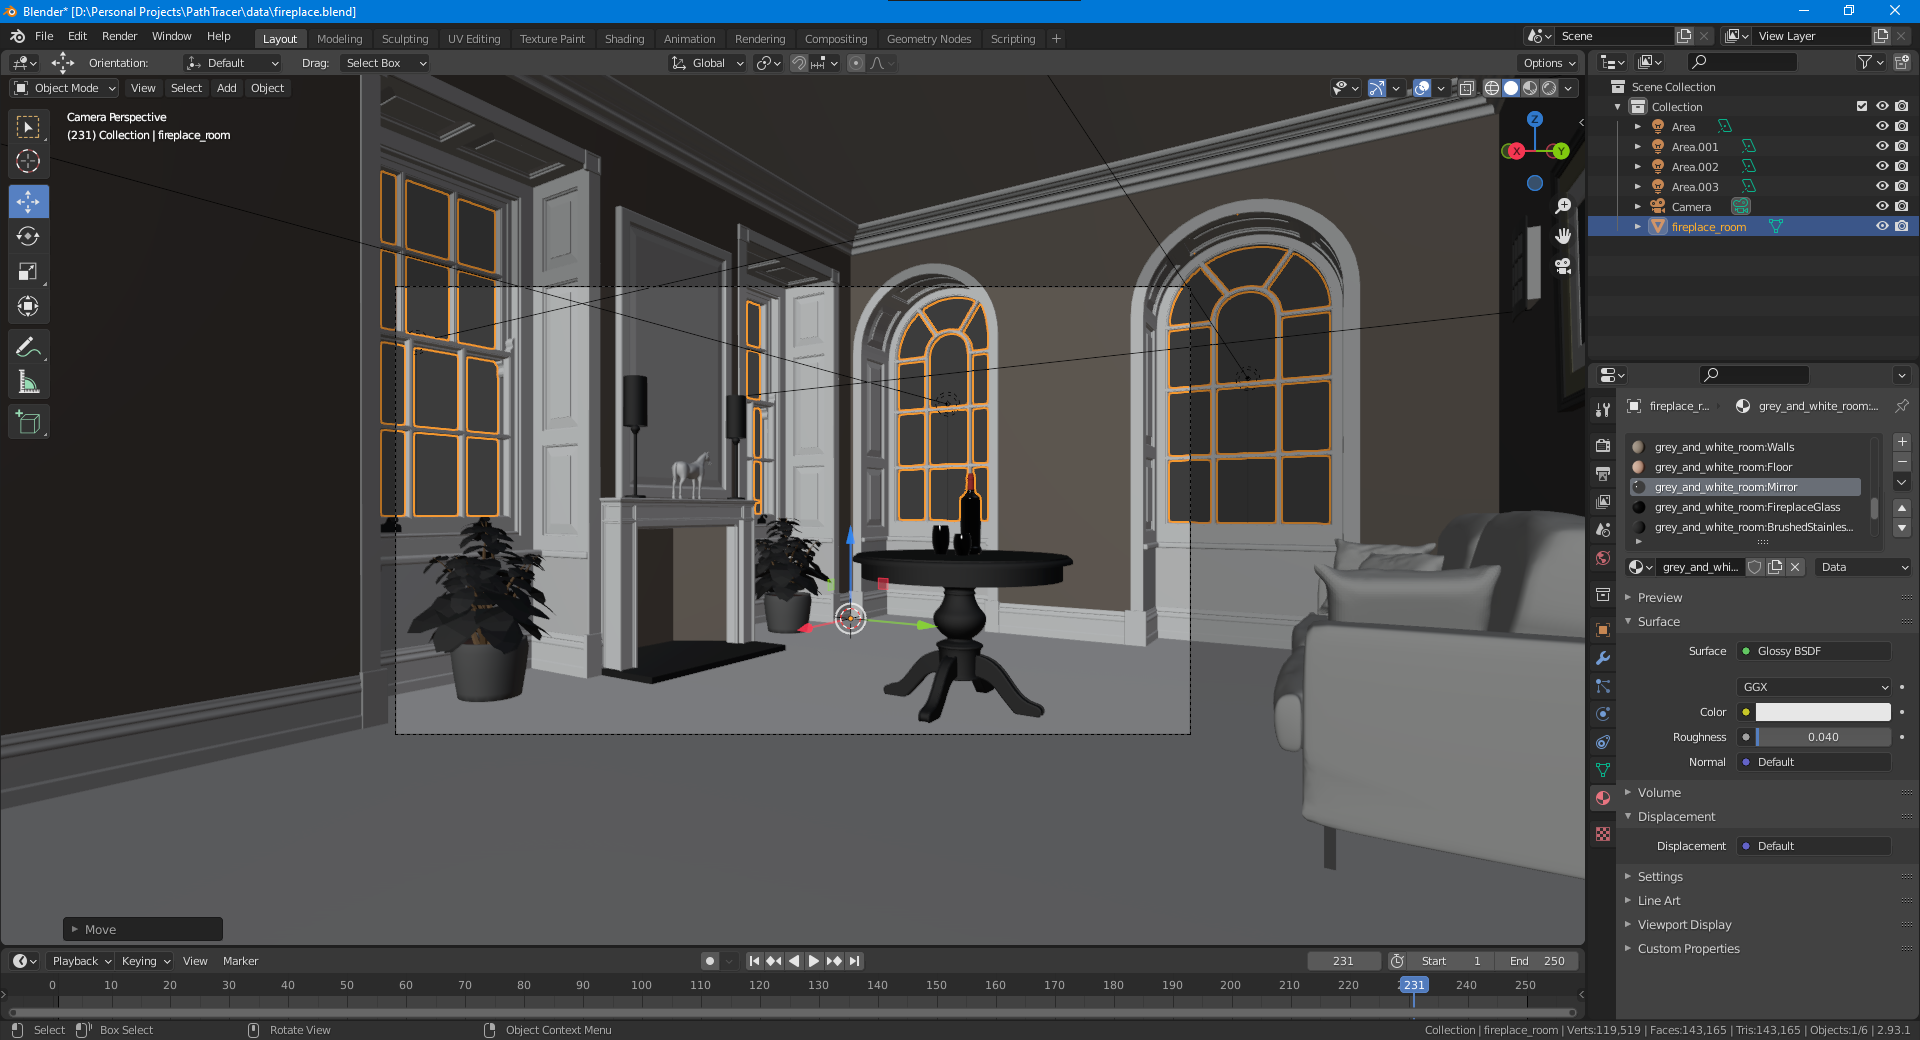 Blender* [D:\Personal Projects\PathTracer\data\fireplace.blend]
File Edit Render Window Help Layout Modeling Sculpting UV Editing Texture Paint Shading Animation Rendering Compositing Geometry Nodes Scripting + Scene View Layer
Orientation: Default Drag: Select Box Global Options
Object Mode View Select Add Object
Camera Perspective
(231) Collection | fireplace_room
Z
X
Y
Scene Collection
Collection
Area
Area.001
Area.002
Area.003
Camera
fireplace_room
fireplace_r... grey_and_white_room:...
grey_and_white_room:Walls
grey_and_white_room:Floor
grey_and_white_room:Mirror
grey_and_white_room:FireplaceGlass
grey_and_white_room:BrushedStainles...
grey_and_whi... Data
Preview
Surface
Surface Glossy BSDF
GGX
Color
Roughness 0.040
Normal Default
Volume
Displacement
Displacement Default
Settings
Line Art
Viewport Display
Custom Properties
Move
Playback Keying View Marker 231 Start 1 End 250
0 10 20 30 40 50 60 70 80 90 100 110 120 130 140 150 160 170 180 190 200 210 220 231 240 250
Select Box Select Rotate View Object Context Menu Collection | fireplace_room | Verts:119,519 | Faces:143,165 | Tris:143,165 | Objects:1/6 | 2.93.1